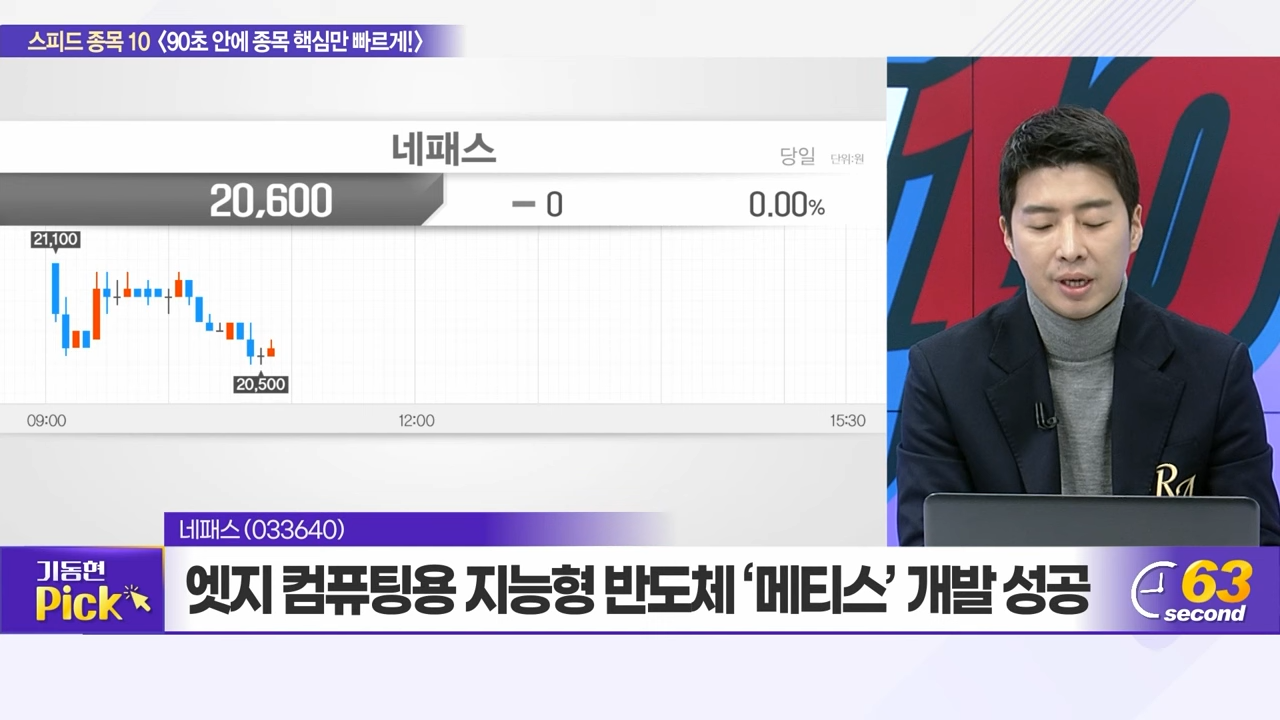 스피드 종목 10 <90초 안에 종목 핵심만 빠르게!>
네패스
당일 단위:원
20,600 0 0.00%
21,100
20,500
09:00 12:00 15:30
10
RA
네패스(033640)
기동현
Pick
엣지 컴퓨팅용 지능형 반도체 ‘메티스’ 개발 성공
63
second